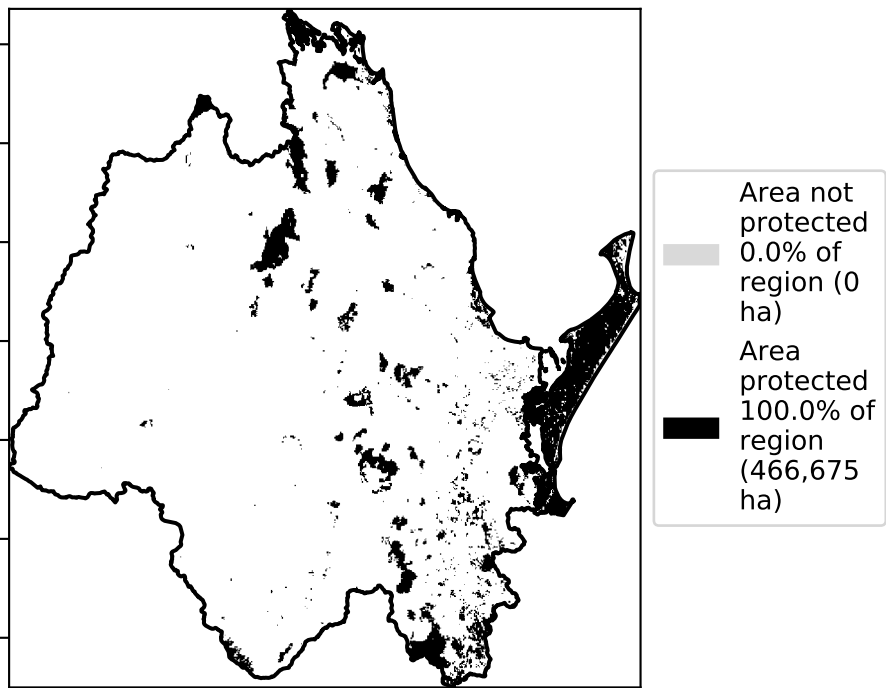 Area not
protected
0.0% of
region (0
ha)
Area
protected
100.0% of
region
(466,675
ha)